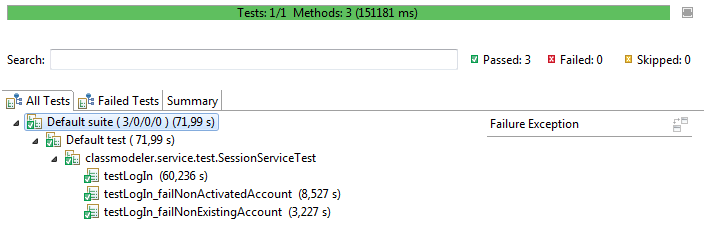 Tests: 1/1 Methods: 3 (151181 ms)
Search: Passed: 3 Failed: 0 Skipped: 0
All Tests Failed Tests Summary
Default suite ( 3/0/0/0 ) (71,99 s) Failure Exception
Default test ( 71,99 s)
classmodeler.service.test.SessionServiceTest
testLogIn (60,236 s)
testLogIn_failNonActivatedAccount (8,527 s)
testLogIn_failNonExistingAccount (3,227 s)